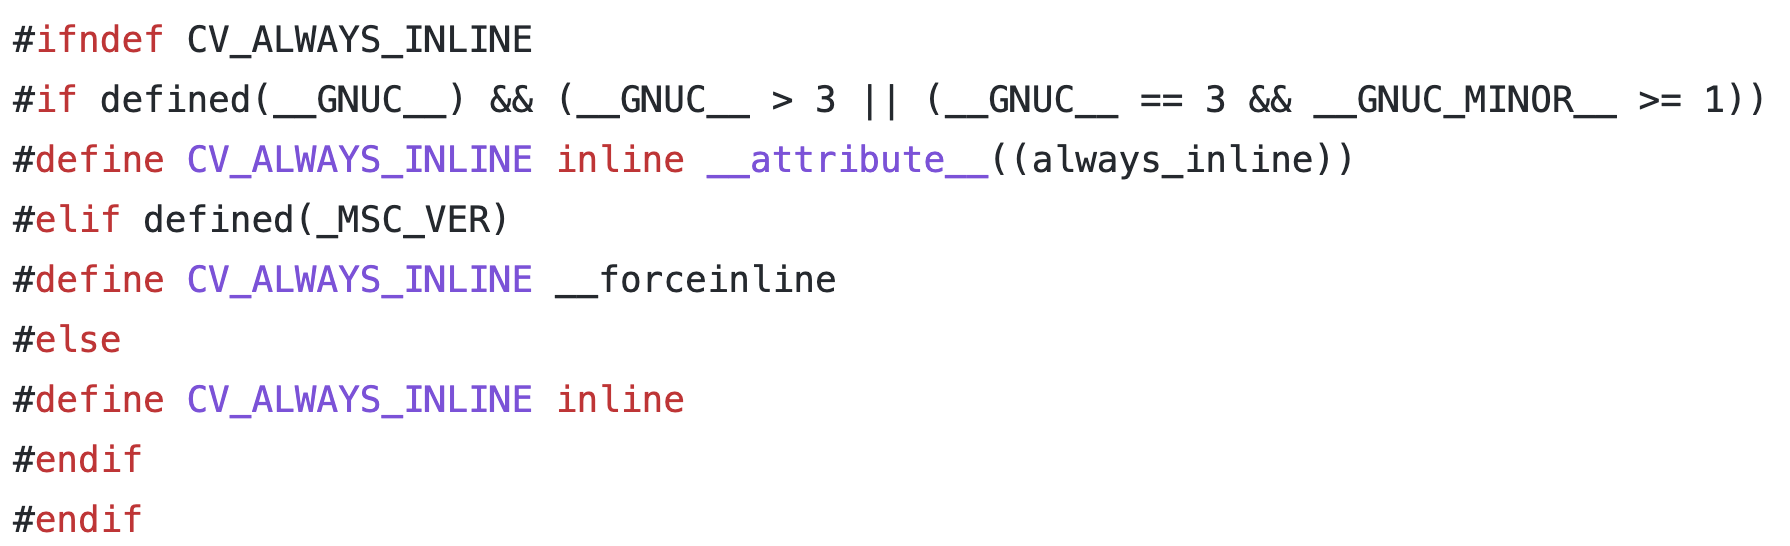 #ifndef CV_ALWAYS_INLINE
#if defined(__GNUC__) && (__GNUC__ > 3 || (__GNUC__ == 3 && __GNUC_MINOR__ >= 1))
#define CV_ALWAYS_INLINE inline __attribute__((always_inline))
#elif defined(_MSC_VER)
#define CV_ALWAYS_INLINE __forceinline
#else
#define CV_ALWAYS_INLINE inline
#endif
#endif